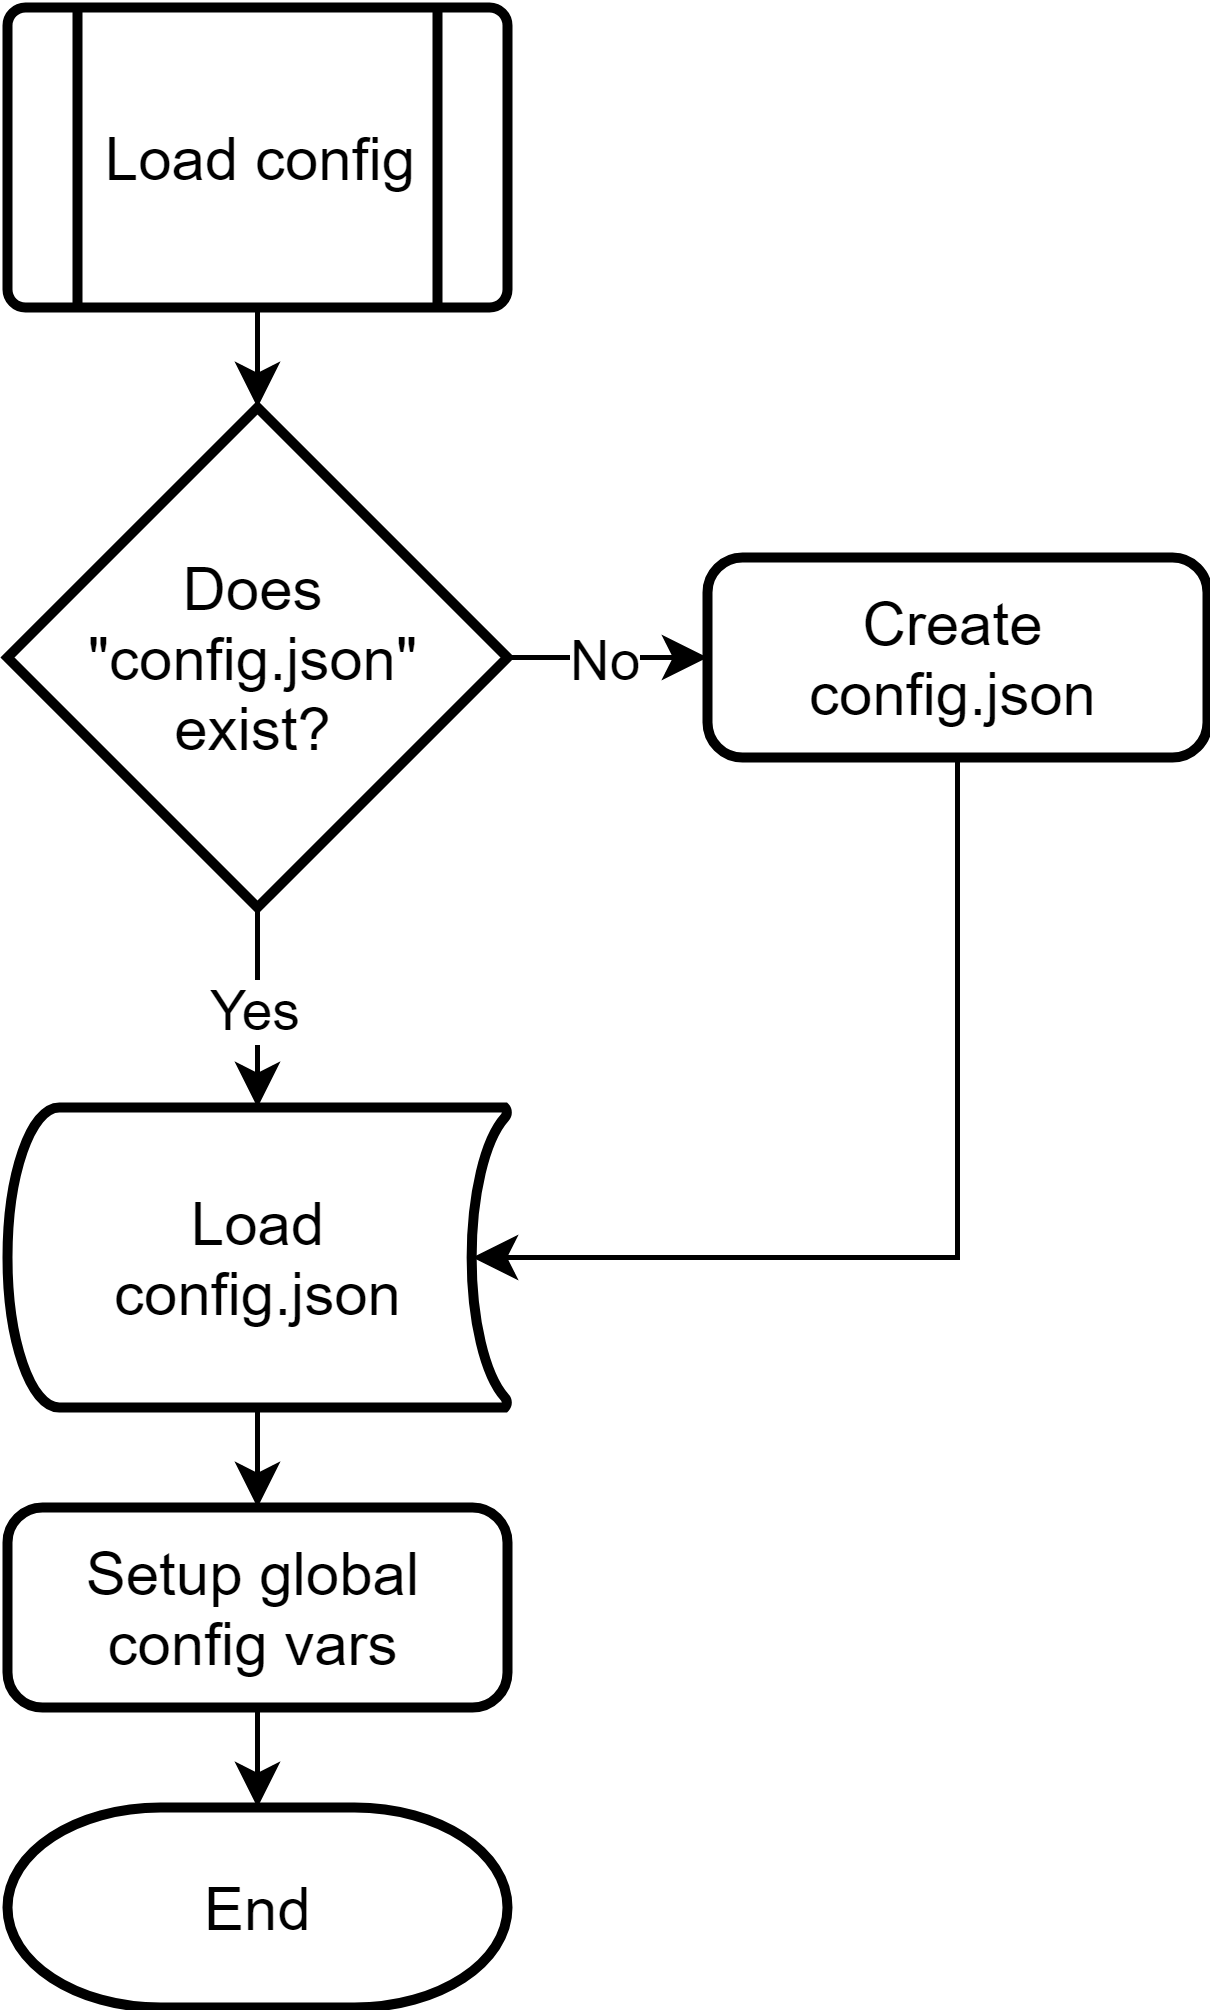 Load config
Does
"config.json"
exist?
No
Create
config.json
Yes
Load
config.json
Setup global
config vars
End